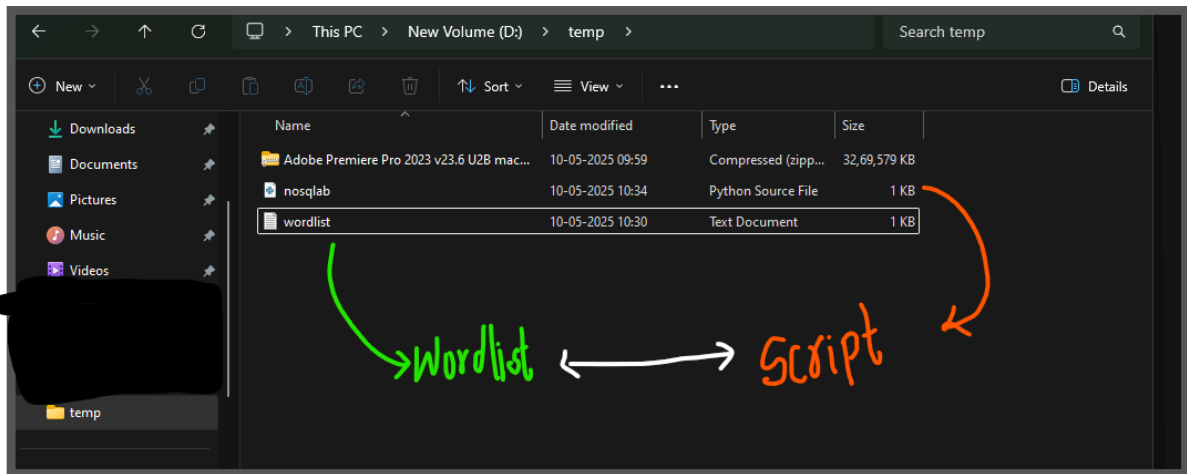 This PC > New Volume (D:) > temp >
Search temp
New
Sort
View
Details
Downloads
Documents
Pictures
Music
Videos
temp
Name Date modified Type Size
Adobe Premiere Pro 2023 v23.6 U2B mac... 10-05-2025 09:59 Compressed (zipp... 32,69,579 KB
nosqlab 10-05-2025 10:34 Python Source File 1 KB
wordlist 10-05-2025 10:30 Text Document 1 KB
Wordlist Script